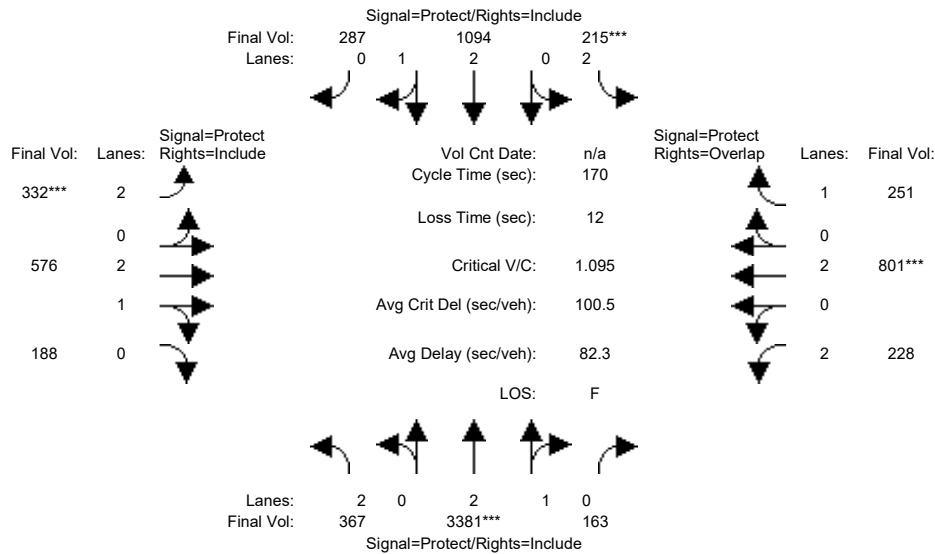 Signal=Protect/Rights=Include
Final Vol: 287 1094 215***
Lanes: 0 1 2 0 2
Signal=Protect
Final Vol: Lanes: Rights=Include
Vol Cnt Date: n/a
Signal=Protect
Rights=Overlap Lanes: Final Vol:
Cycle Time (sec): 170
332*** 2
1 251
Loss Time (sec): 12
0
0
576 2
Critical V/C: 1.095
2 801***
1
Avg Crit Del (sec/veh): 100.5
0
188 0
Avg Delay (sec/veh): 82.3
2 228
LOS: F
Lanes: 2 0 2 1 0
Final Vol: 367 3381*** 163
Signal=Protect/Rights=Include